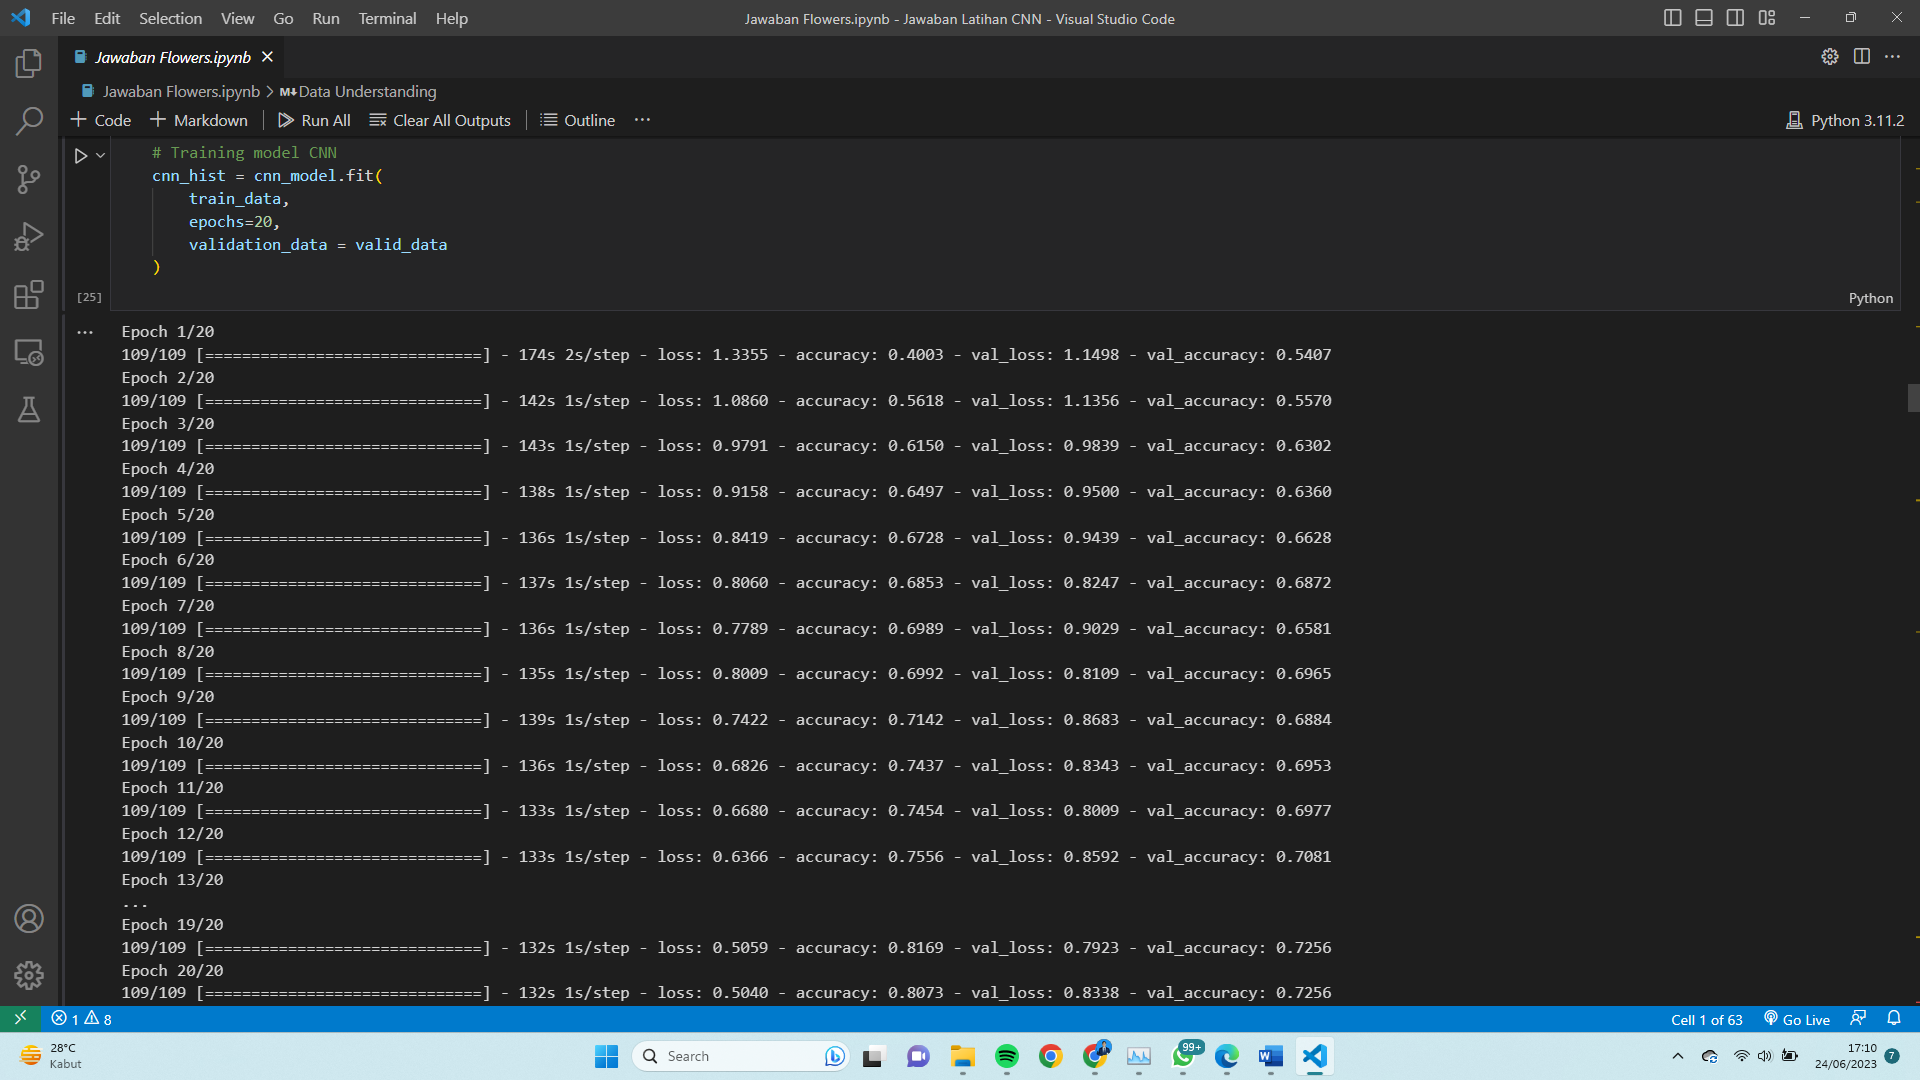 File Edit Selection View Go Run Terminal Help
Jawaban Flowers.ipynb - Jawaban Latihan CNN - Visual Studio Code
Jawaban Flowers.ipynb
Jawaban Flowers.ipynb > M↓Data Understanding
+ Code + Markdown Run All Clear All Outputs Outline ...
Python 3.11.2
# Training model CNN
cnn_hist = cnn_model.fit(
    train_data,
    epochs=20,
    validation_data = valid_data
)
[25]
Python
...
Epoch 1/20
109/109 [==============================] - 174s 2s/step - loss: 1.3355 - accuracy: 0.4003 - val_loss: 1.1498 - val_accuracy: 0.5407
Epoch 2/20
109/109 [==============================] - 142s 1s/step - loss: 1.0860 - accuracy: 0.5618 - val_loss: 1.1356 - val_accuracy: 0.5570
Epoch 3/20
109/109 [==============================] - 143s 1s/step - loss: 0.9791 - accuracy: 0.6150 - val_loss: 0.9839 - val_accuracy: 0.6302
Epoch 4/20
109/109 [==============================] - 138s 1s/step - loss: 0.9158 - accuracy: 0.6497 - val_loss: 0.9500 - val_accuracy: 0.6360
Epoch 5/20
109/109 [==============================] - 136s 1s/step - loss: 0.8419 - accuracy: 0.6728 - val_loss: 0.9439 - val_accuracy: 0.6628
Epoch 6/20
109/109 [==============================] - 137s 1s/step - loss: 0.8060 - accuracy: 0.6853 - val_loss: 0.8247 - val_accuracy: 0.6872
Epoch 7/20
109/109 [==============================] - 136s 1s/step - loss: 0.7789 - accuracy: 0.6989 - val_loss: 0.9029 - val_accuracy: 0.6581
Epoch 8/20
109/109 [==============================] - 135s 1s/step - loss: 0.8009 - accuracy: 0.6992 - val_loss: 0.8109 - val_accuracy: 0.6965
Epoch 9/20
109/109 [==============================] - 139s 1s/step - loss: 0.7422 - accuracy: 0.7142 - val_loss: 0.8683 - val_accuracy: 0.6884
Epoch 10/20
109/109 [==============================] - 136s 1s/step - loss: 0.6826 - accuracy: 0.7437 - val_loss: 0.8343 - val_accuracy: 0.6953
Epoch 11/20
109/109 [==============================] - 133s 1s/step - loss: 0.6680 - accuracy: 0.7454 - val_loss: 0.8009 - val_accuracy: 0.6977
Epoch 12/20
109/109 [==============================] - 133s 1s/step - loss: 0.6366 - accuracy: 0.7556 - val_loss: 0.8592 - val_accuracy: 0.7081
Epoch 13/20
...
Epoch 19/20
109/109 [==============================] - 132s 1s/step - loss: 0.5059 - accuracy: 0.8169 - val_loss: 0.7923 - val_accuracy: 0.7256
Epoch 20/20
109/109 [==============================] - 132s 1s/step - loss: 0.5040 - accuracy: 0.8073 - val_loss: 0.8338 - val_accuracy: 0.7256
1 8
Cell 1 of 63 Go Live
28°C
Kabut
Search
99+
17:10
24/06/2023
7